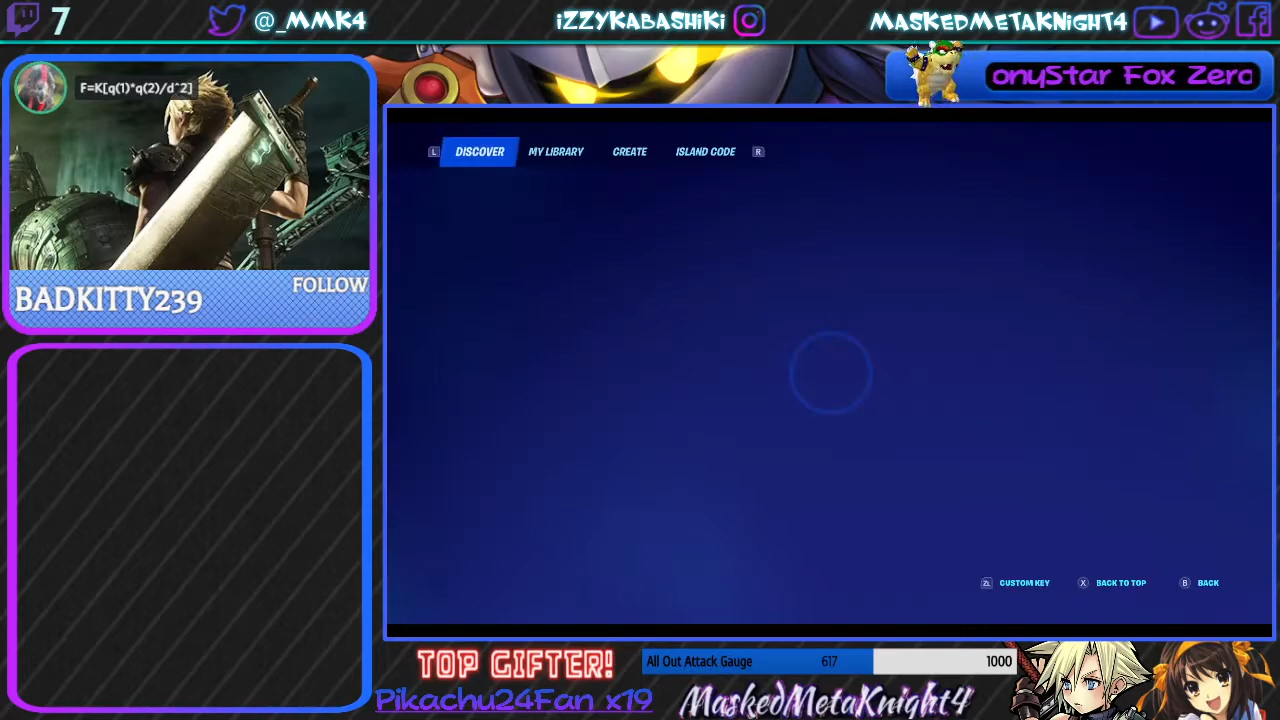 7
@_MMK4
iZZYKABASHiKi
MASKEDMETAKNiGHT4
F=K[q(1)*q(2)/d^2]
onyStar Fox Zero
BADKITTY239
FOLLOW
L DISCOVER MY LIBRARY CREATE ISLAND CODE R
ZL CUSTOM KEY X BACK TO TOP B BACK
TOP GIFTER!
Pikachu24Fan x19
All Out Attack Gauge 617 1000
MaskedMetaKnight4